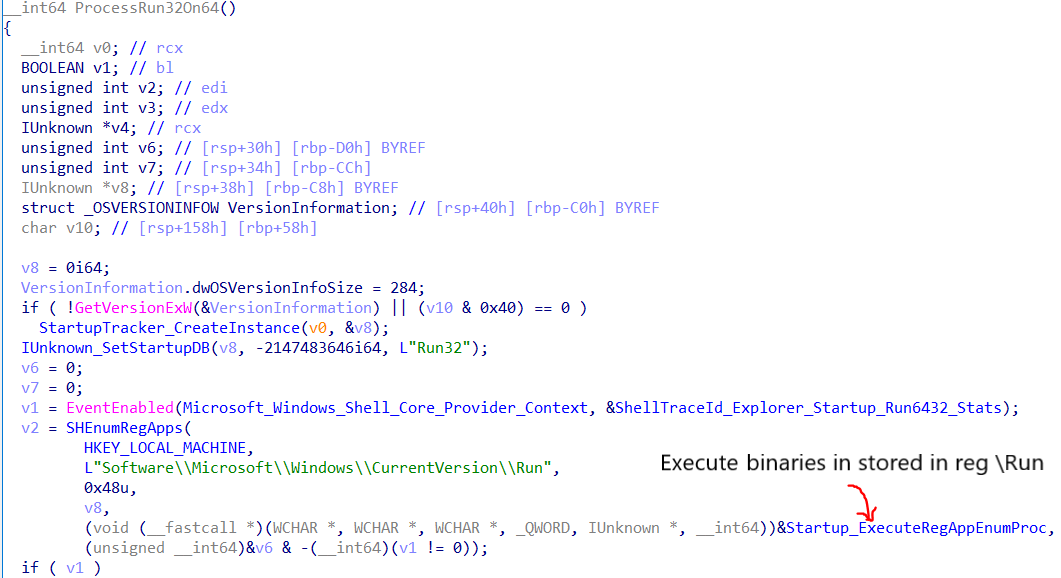 __int64 ProcessRun32On64()
{
__int64 v0; // rcx
BOOLEAN v1; // bl
unsigned int v2; // edi
unsigned int v3; // edx
IUnknown *v4; // rcx
unsigned int v6; // [rsp+30h] [rbp-D0h] BYREF
unsigned int v7; // [rsp+34h] [rbp-CCh]
IUnknown *v8; // [rsp+38h] [rbp-C8h] BYREF
struct _OSVERSIONINFOW VersionInformation; // [rsp+40h] [rbp-C0h] BYREF
char v10; // [rsp+158h] [rbp+58h]
v8 = 0i64;
VersionInformation.dwOSVersionInfoSize = 284;
if ( !GetVersionExW(&VersionInformation) || (v10 & 0x40) == 0 )
StartupTracker_CreateInstance(v0, &v8);
IUnknown_SetStartupDB(v8, -2147483646i64, L"Run32");
v6 = 0;
v7 = 0;
v1 = EventEnabled(Microsoft_Windows_Shell_Core_Provider_Context, &ShellTraceId_Explorer_Startup_Run6432_Stats);
v2 = SHEnumRegApps(
HKEY_LOCAL_MACHINE,
L"Software\\Microsoft\\Windows\\CurrentVersion\\Run",
Execute binaries in stored in reg \Run
0x48u,
v8,
(void (__fastcall *)(WCHAR *, WCHAR *, WCHAR *, _QWORD, IUnknown *, __int64))&Startup_ExecuteRegAppEnumProc,
(unsigned __int64)&v6 & -(__int64)(v1 != 0));
if ( v1 )